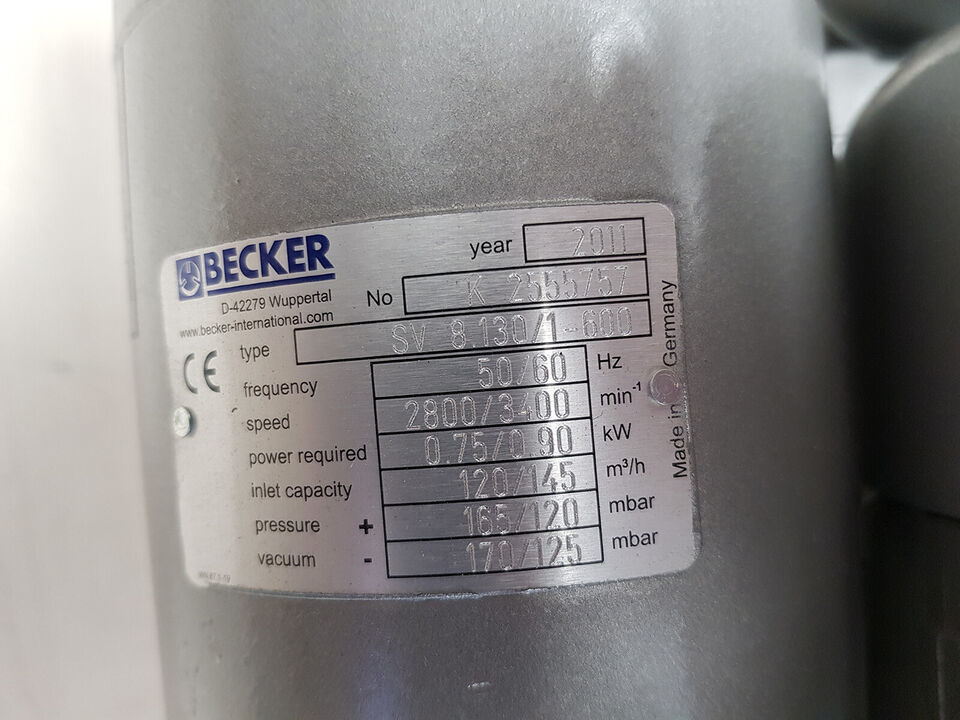 BECKER
D-42279 Wuppertal
www.becker-international.com
year 2011
No K 2555757
type SV 8.130/1-600
frequency 50/60 Hz
speed 2800/3400 min⁻¹
power required 0.75/0.90 kW
inlet capacity 120/145 m³/h
pressure + 165/120 mbar
vacuum - 170/125 mbar
CE
Made in Germany